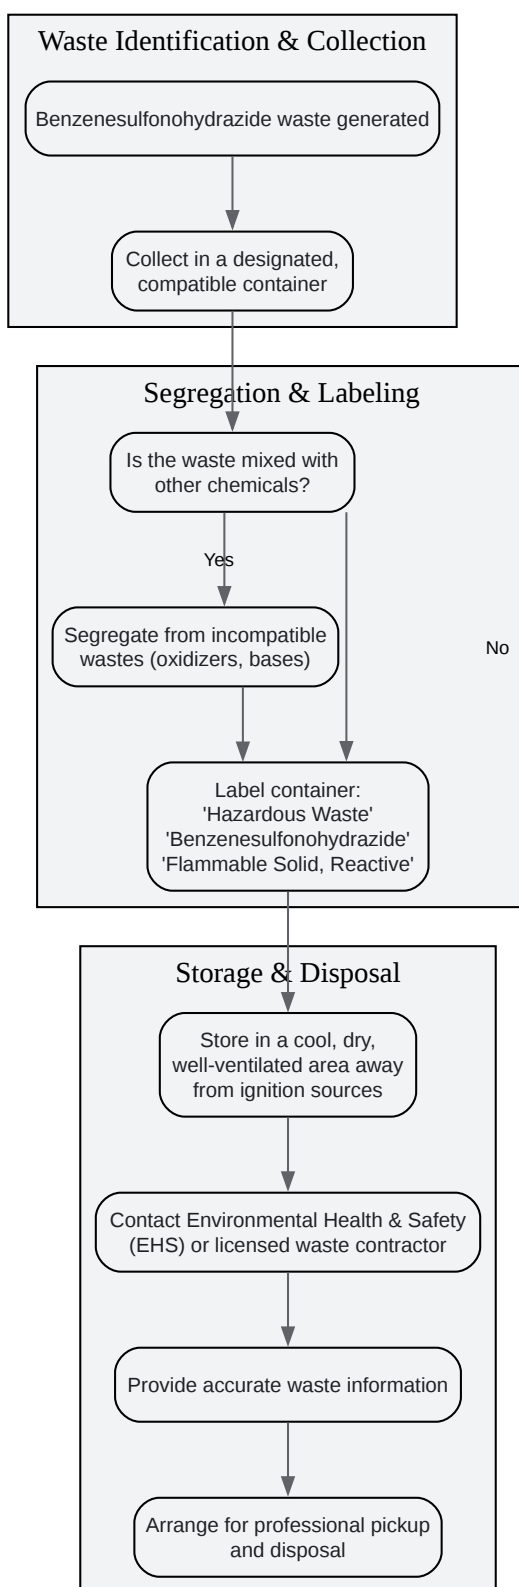 Waste Identification & Collection
Benzenesulfonohydrazide waste generated
Collect in a designated,
compatible container
Segregation & Labeling
Is the waste mixed with
other chemicals?
Yes
Segregate from incompatible
wastes (oxidizers, bases)
No
Label container:
'Hazardous Waste'
'Benzenesulfonohydrazide'
'Flammable Solid, Reactive'
Storage & Disposal
Store in a cool, dry,
well-ventilated area away
from ignition sources
Contact Environmental Health & Safety
(EHS) or licensed waste contractor
Provide accurate waste information
Arrange for professional pickup
and disposal